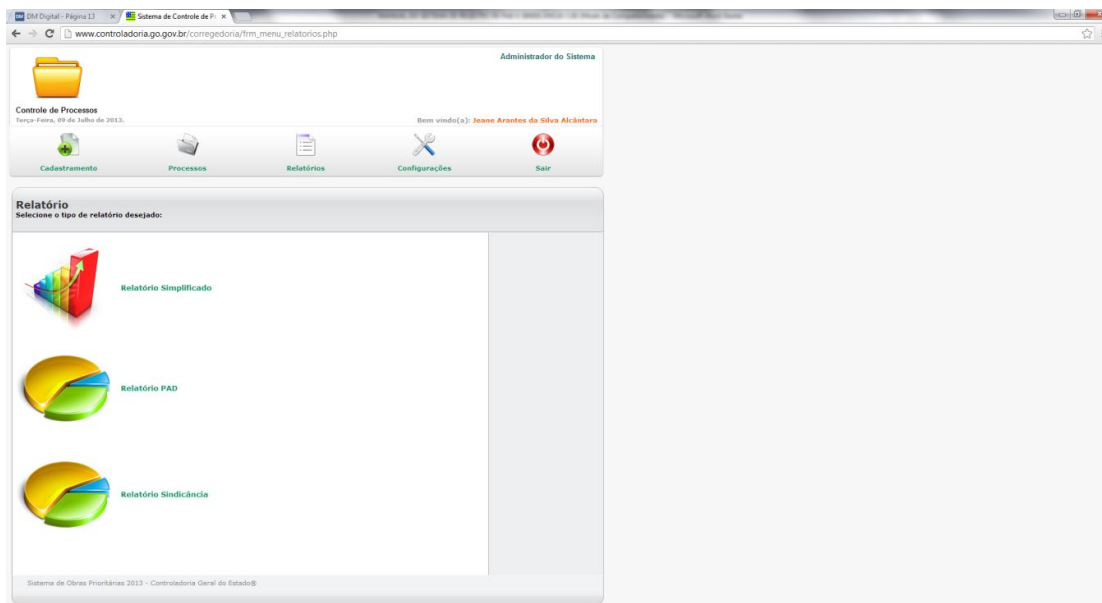 DM Digital - Página 13
Sistema de Controle de Pr
www.controladoria.go.gov.br/corregedoria/frm_menu_relatorios.php
Administrador do Sistema
Controle de Processos
Terça-Feira, 09 de Julho de 2013.
Bem vindo(a): Jeane Arantes da Silva Alcântara
Cadastramento Processos Relatórios Configurações Sair
Relatório
Selecione o tipo de relatório desejado:
Relatório Simplificado
Relatório PAD
Relatório Sindicância
Sistema de Obras Prioritárias 2013 - Controladoria Geral do Estado®